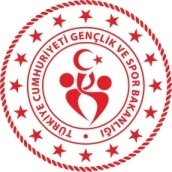 TÜRKİYE CUMHURİYETİ GENÇLİK VE SPOR BAKANLIĞI